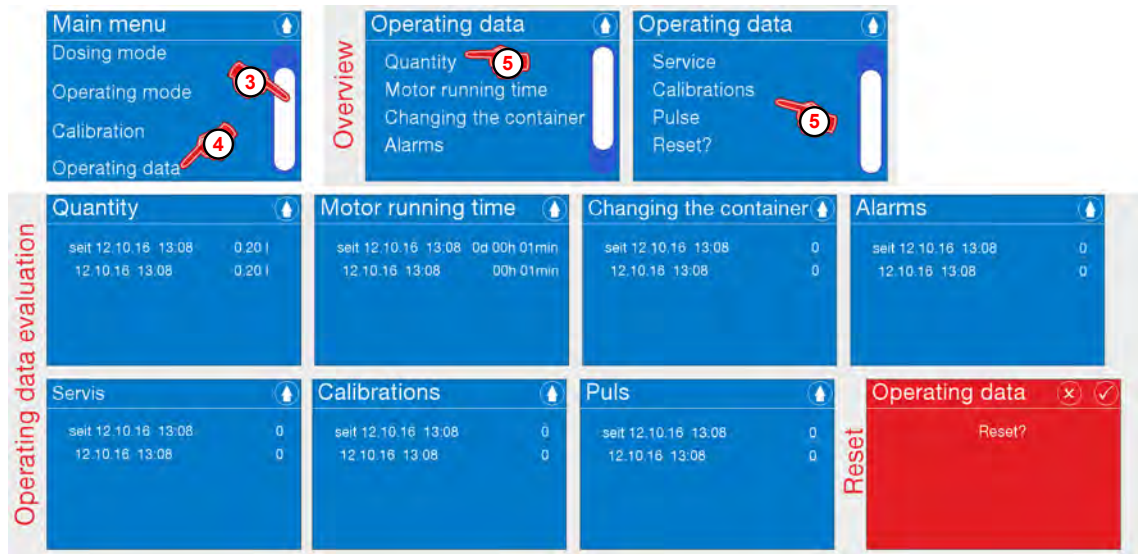 Main menu
Dosing mode
Operating mode
Calibration
Operating data
3
4
Overview
Operating data
Quantity
Motor running time
Changing the container
Alarms
5
Operating data
Service
Calibrations
Pulse
Reset?
5
Operating data evaluation
Quantity
seit 12.10.16 13:08 0.20 l
12.10.16 13.08 0.20 l
Motor running time
seit 12.10.16 13:08 0d 00h 01min
12.10.16 13:08 00h 01min
Changing the container
seit 12.10.16 13:08 0
12.10.16 13:08 0
Alarms
seit 12.10.16 13:08 0
12.10.16 13:08 0
Servis
seit 12.10.16 13:08 0
12.10.16 13:08 0
Calibrations
seit 12.10.16 13:08 0
12.10.16 13 08 0
Puls
seit 12.10.16 13:08 0
12.10.16 13:08 0
Reset
Operating data
Reset?